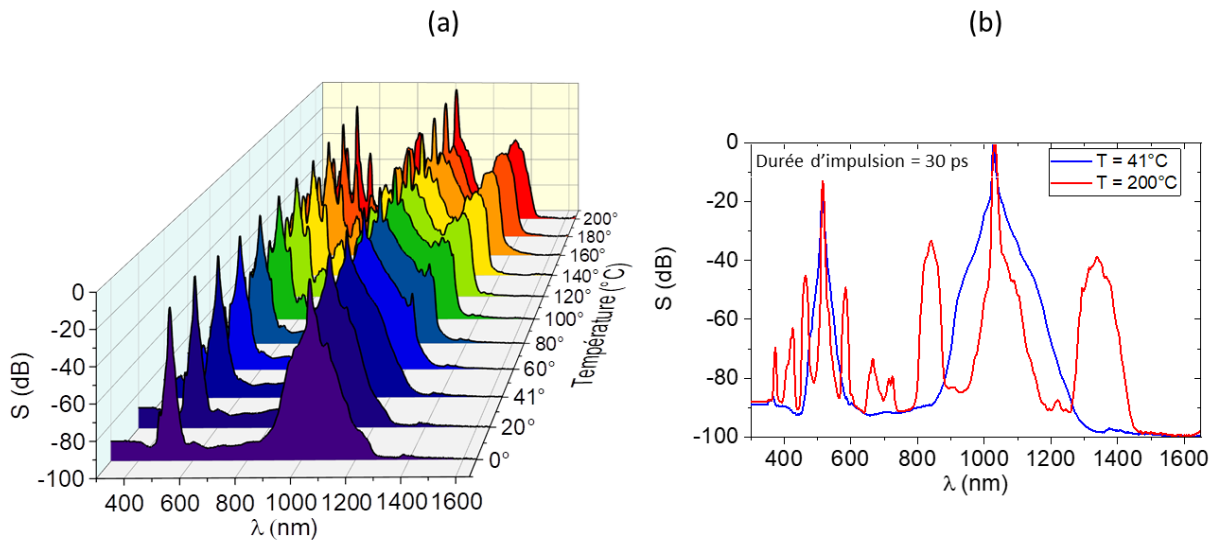 (a)
(b)
0
-20
-40
-60
-80
-100
S (dB)
400 600 800 1000 1200 1400 1600
λ (nm)
200°
180°
160°
140°
120°
100°
80°
60°
41°
20°
0°
Température (°C)
Durée d'impulsion = 30 ps
T = 41°C
T = 200°C
0
-20
-40
-60
-80
-100
S (dB)
400 600 800 1000 1200 1400 1600
λ (nm)